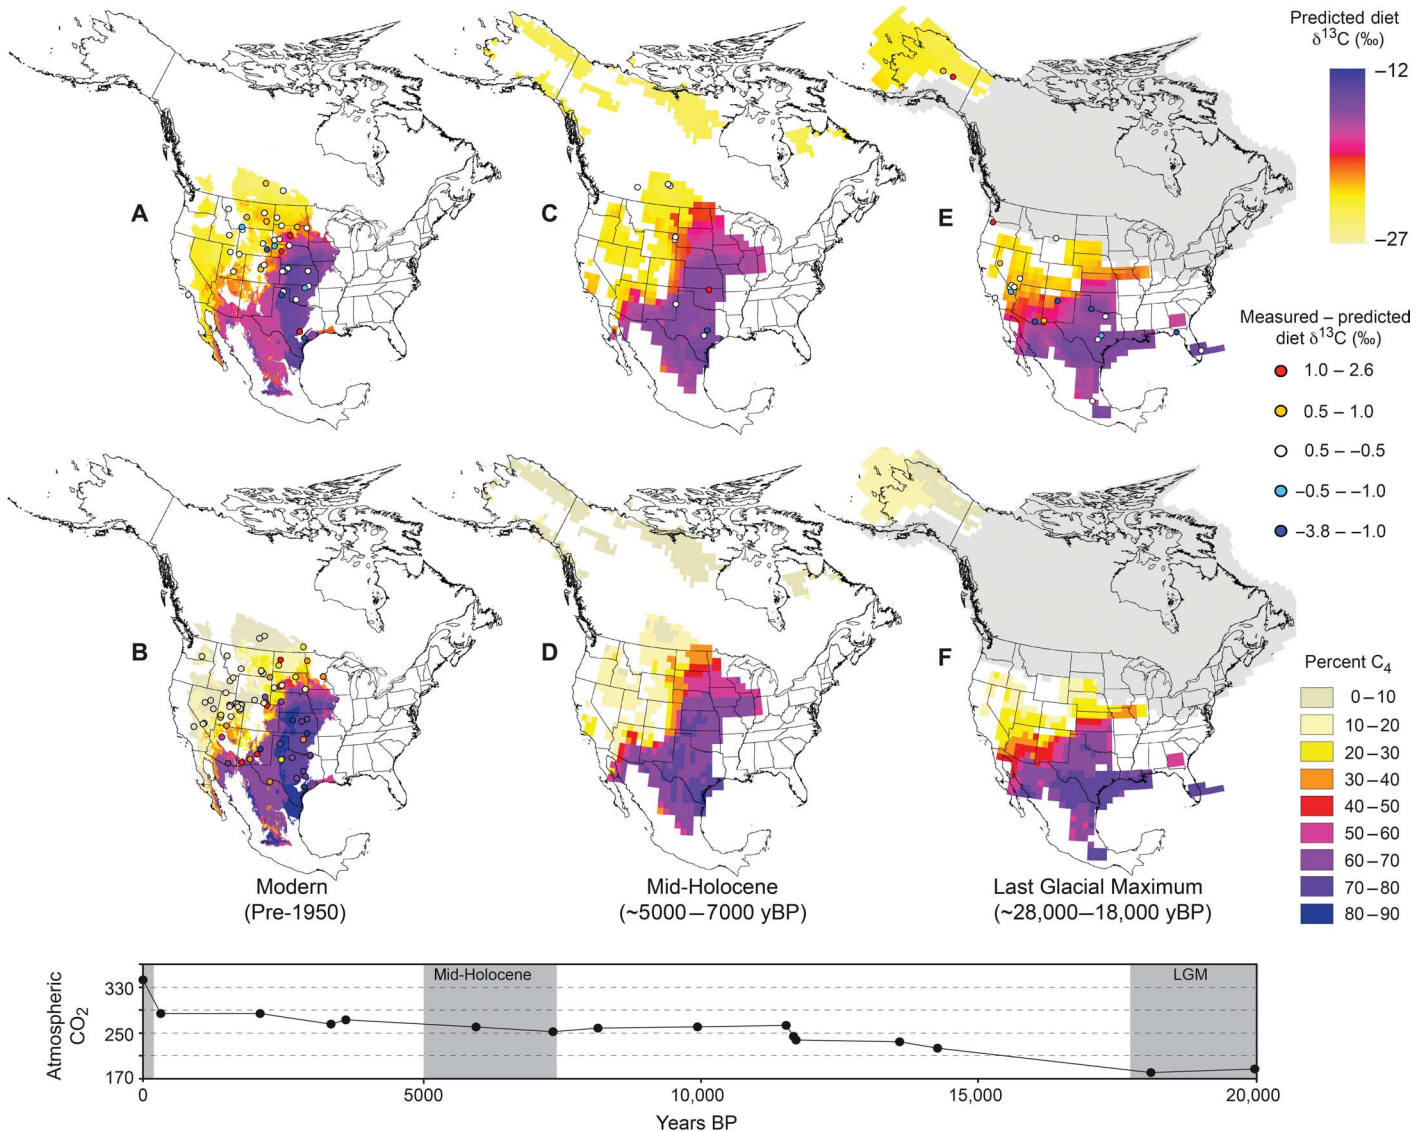 Predicted diet
δ¹³C (‰)
−12
−27
A
C
E
Measured – predicted
diet δ¹³C (‰)
1.0 – 2.6
0.5 – 1.0
0.5 – −0.5
−0.5 – −1.0
−3.8 – −1.0
B
D
F
Percent C₄
0–10
10–20
20–30
30–40
40–50
50–60
60–70
70–80
80–90
Modern
(Pre-1950)
Mid-Holocene
(~5000–7000 yBP)
Last Glacial Maximum
(~28,000–18,000 yBP)
Atmospheric
CO₂
330
250
170
Mid-Holocene
LGM
0
5000
10,000
15,000
20,000
Years BP